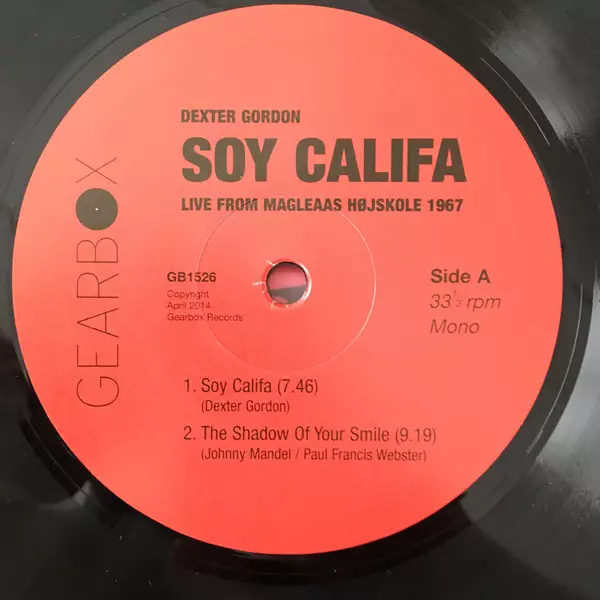 DEXTER GORDON
SOY CALIFA
LIVE FROM MAGLEAAS HØJSKOLE 1967
GEARBOX
GB1526
Copyright
April 2014
Gearbox Records
Side A
33⅓ rpm
Mono
1. Soy Califa (7.46)
(Dexter Gordon)
2. The Shadow Of Your Smile (9.19)
(Johnny Mandel / Paul Francis Webster)